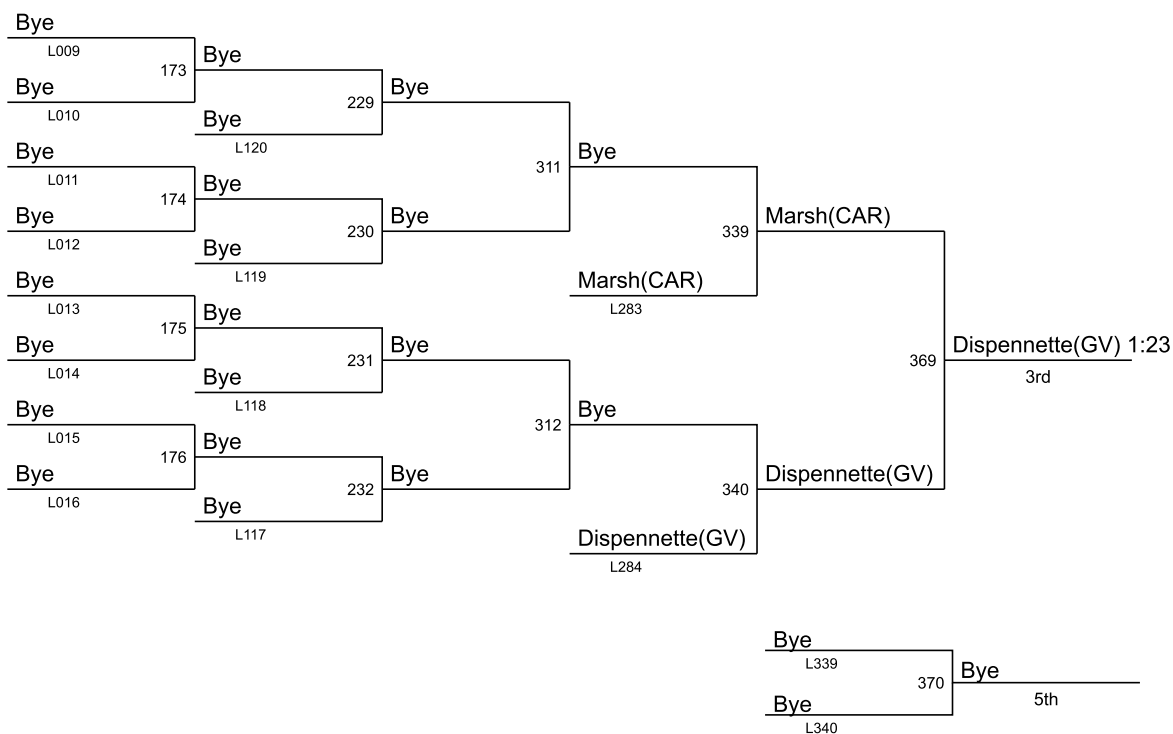 Bye
L009
173
Bye
Bye
L010
229
Bye
Bye
L120
Bye
L011
311
Bye
174
Bye
Bye
L012
230
Bye
339
Marsh(CAR)
Bye
L119
Bye
L013
Marsh(CAR)
L283
175
Bye
Bye
L014
231
Bye
369
Dispennette(GV) 1:23
3rd
Bye
L118
Bye
L015
312
Bye
176
Bye
Bye
L016
232
Bye
340
Dispennette(GV)
Bye
L117
Dispennette(GV)
L284
Bye
L339
370
Bye
5th
Bye
L340